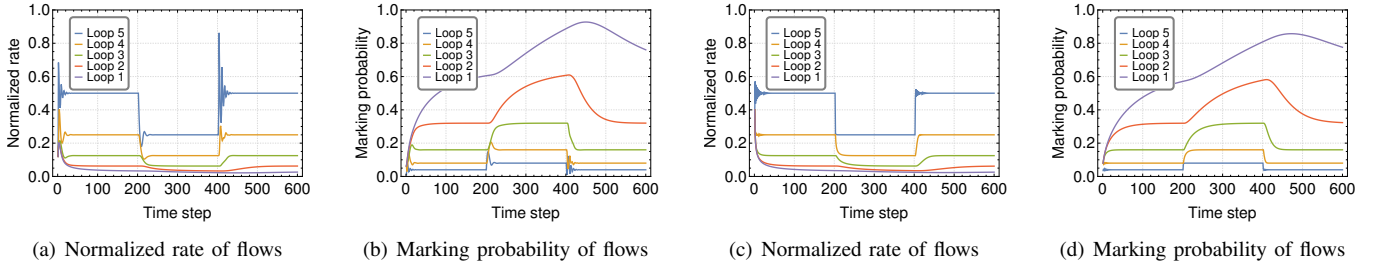 Normalized rate
1.0
0.8
0.6
0.4
0.2
0.0
Loop 5
Loop 4
Loop 3
Loop 2
Loop 1
0 100 200 300 400 500 600
Time step
(a) Normalized rate of flows
Marking probability
1.0
0.8
0.6
0.4
0.2
0.0
Loop 5
Loop 4
Loop 3
Loop 2
Loop 1
0 100 200 300 400 500 600
Time step
(b) Marking probability of flows
Normalized rate
1.0
0.8
0.6
0.4
0.2
0.0
Loop 5
Loop 4
Loop 3
Loop 2
Loop 1
0 100 200 300 400 500 600
Time step
(c) Normalized rate of flows
Marking probability
1.0
0.8
0.6
0.4
0.2
0.0
Loop 5
Loop 4
Loop 3
Loop 2
Loop 1
0 100 200 300 400 500 600
Time step
(d) Marking probability of flows